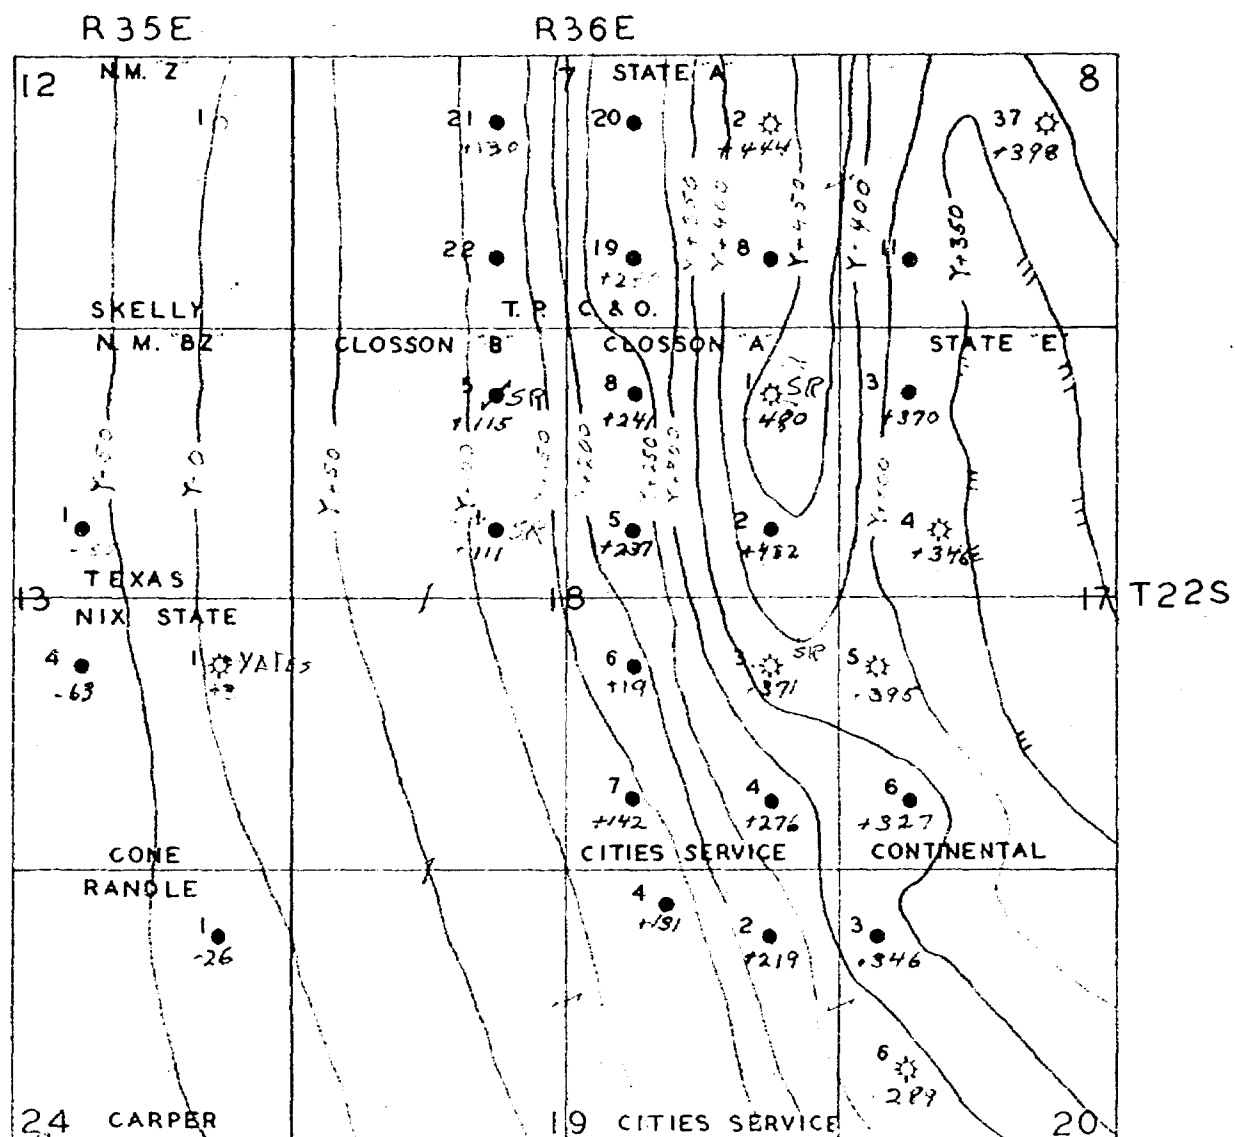 R35E R36E
12 N.M. "Z" 7 STATE "A" 8
1 21 20 2 37
+130 +444 +398
22 19 8 11
Y+400 Y+450 Y-400 Y+350
SKELLY T. P. C & O.
N. M. "BZ" CLOSSON "B" CLOSSON "A" STATE "E"
5 SR 8 1 SR 3
+115 +241 480 +370
Y-50 Y-0 Y+50 Y+200 Y+250
1 1 SR 5 2 4
111 +237 +432 +346
TEXAS
13 18 17 T22S
NIX STATE
4 1 YATES 6 3 SR 5
-63 +3 +19 371 395
7 4 6
+142 +276 +327
CONE CITIES SERVICE CONTINENTAL
RANDLE
1 4 2 3
-26 +131 +219 346
6
289
24 CARPER 19 CITIES SERVICE 20